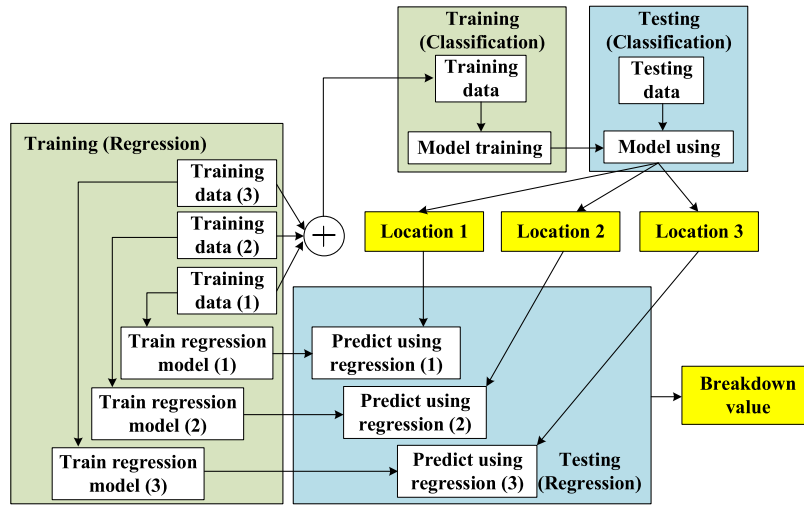 Training
(Classification)
Training
data
Model training
Testing
(Classification)
Testing
data
Model using
Training (Regression)
Training
data (3)
Training
data (2)
Training
data (1)
+
Location 1
Location 2
Location 3
Train regression
model (1)
Train regression
model (2)
Train regression
model (3)
Predict using
regression (1)
Predict using
regression (2)
Predict using
regression (3)
Testing
(Regression)
Breakdown
value